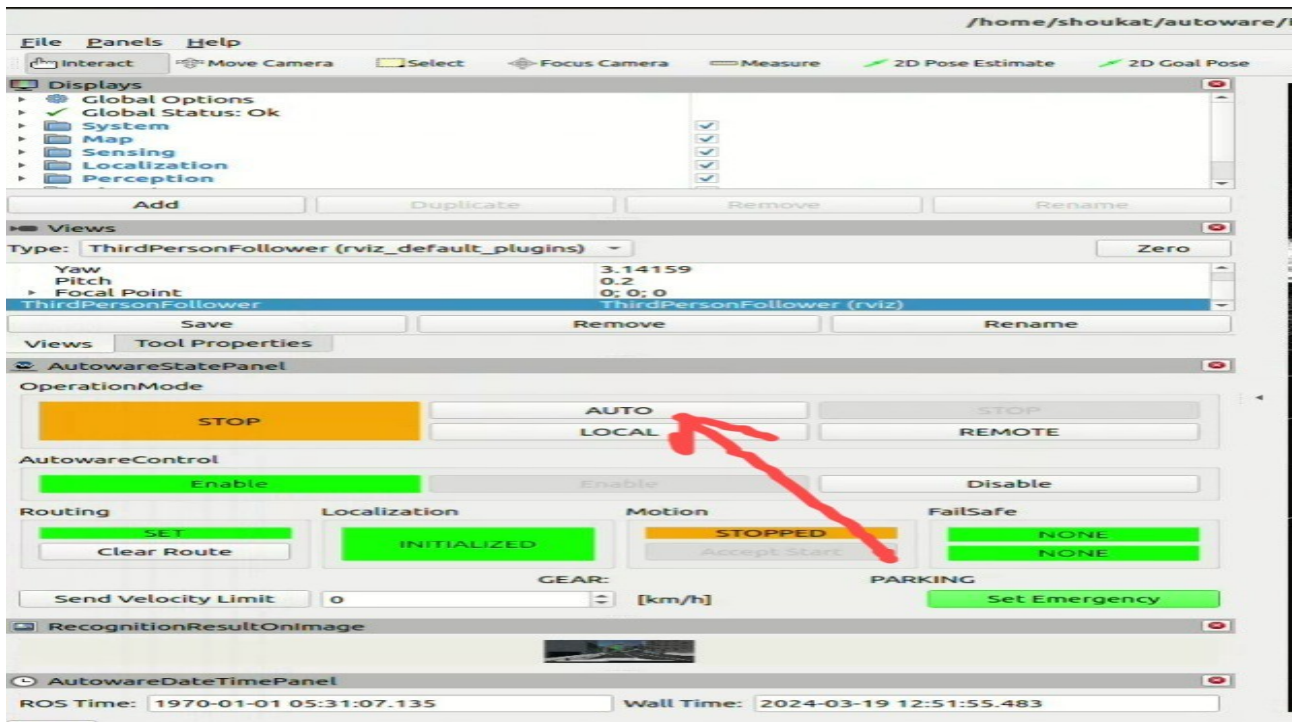 /home/shoukat/autoware/i
File Panels Help
Interact Move Camera Select Focus Camera Measure 2D Pose Estimate 2D Goal Pose
Displays
Global Options
Global Status: Ok
System
Map
Sensing
Localization
Perception
Add Duplicate Remove Rename
Views
Type: ThirdPersonFollower (rviz_default_plugins) Zero
Yaw 3.14159
Pitch 0.2
Focal Point 0; 0; 0
ThirdPersonFollower ThirdPersonFollower (rviz)
Save Remove Rename
Views Tool Properties
AutowareStatePanel
OperationMode
STOP AUTO STOP
LOCAL REMOTE
AutowareControl
Enable Enable Disable
Routing Localization Motion FailSafe
SET INITIALIZED STOPPED NONE
Clear Route Accept Start NONE
GEAR: PARKING
Send Velocity Limit 0 [km/h] Set Emergency
RecognitionResultOnImage
AutowareDateTimePanel
ROS Time: 1970-01-01 05:31:07.135 Wall Time: 2024-03-19 12:51:55.483